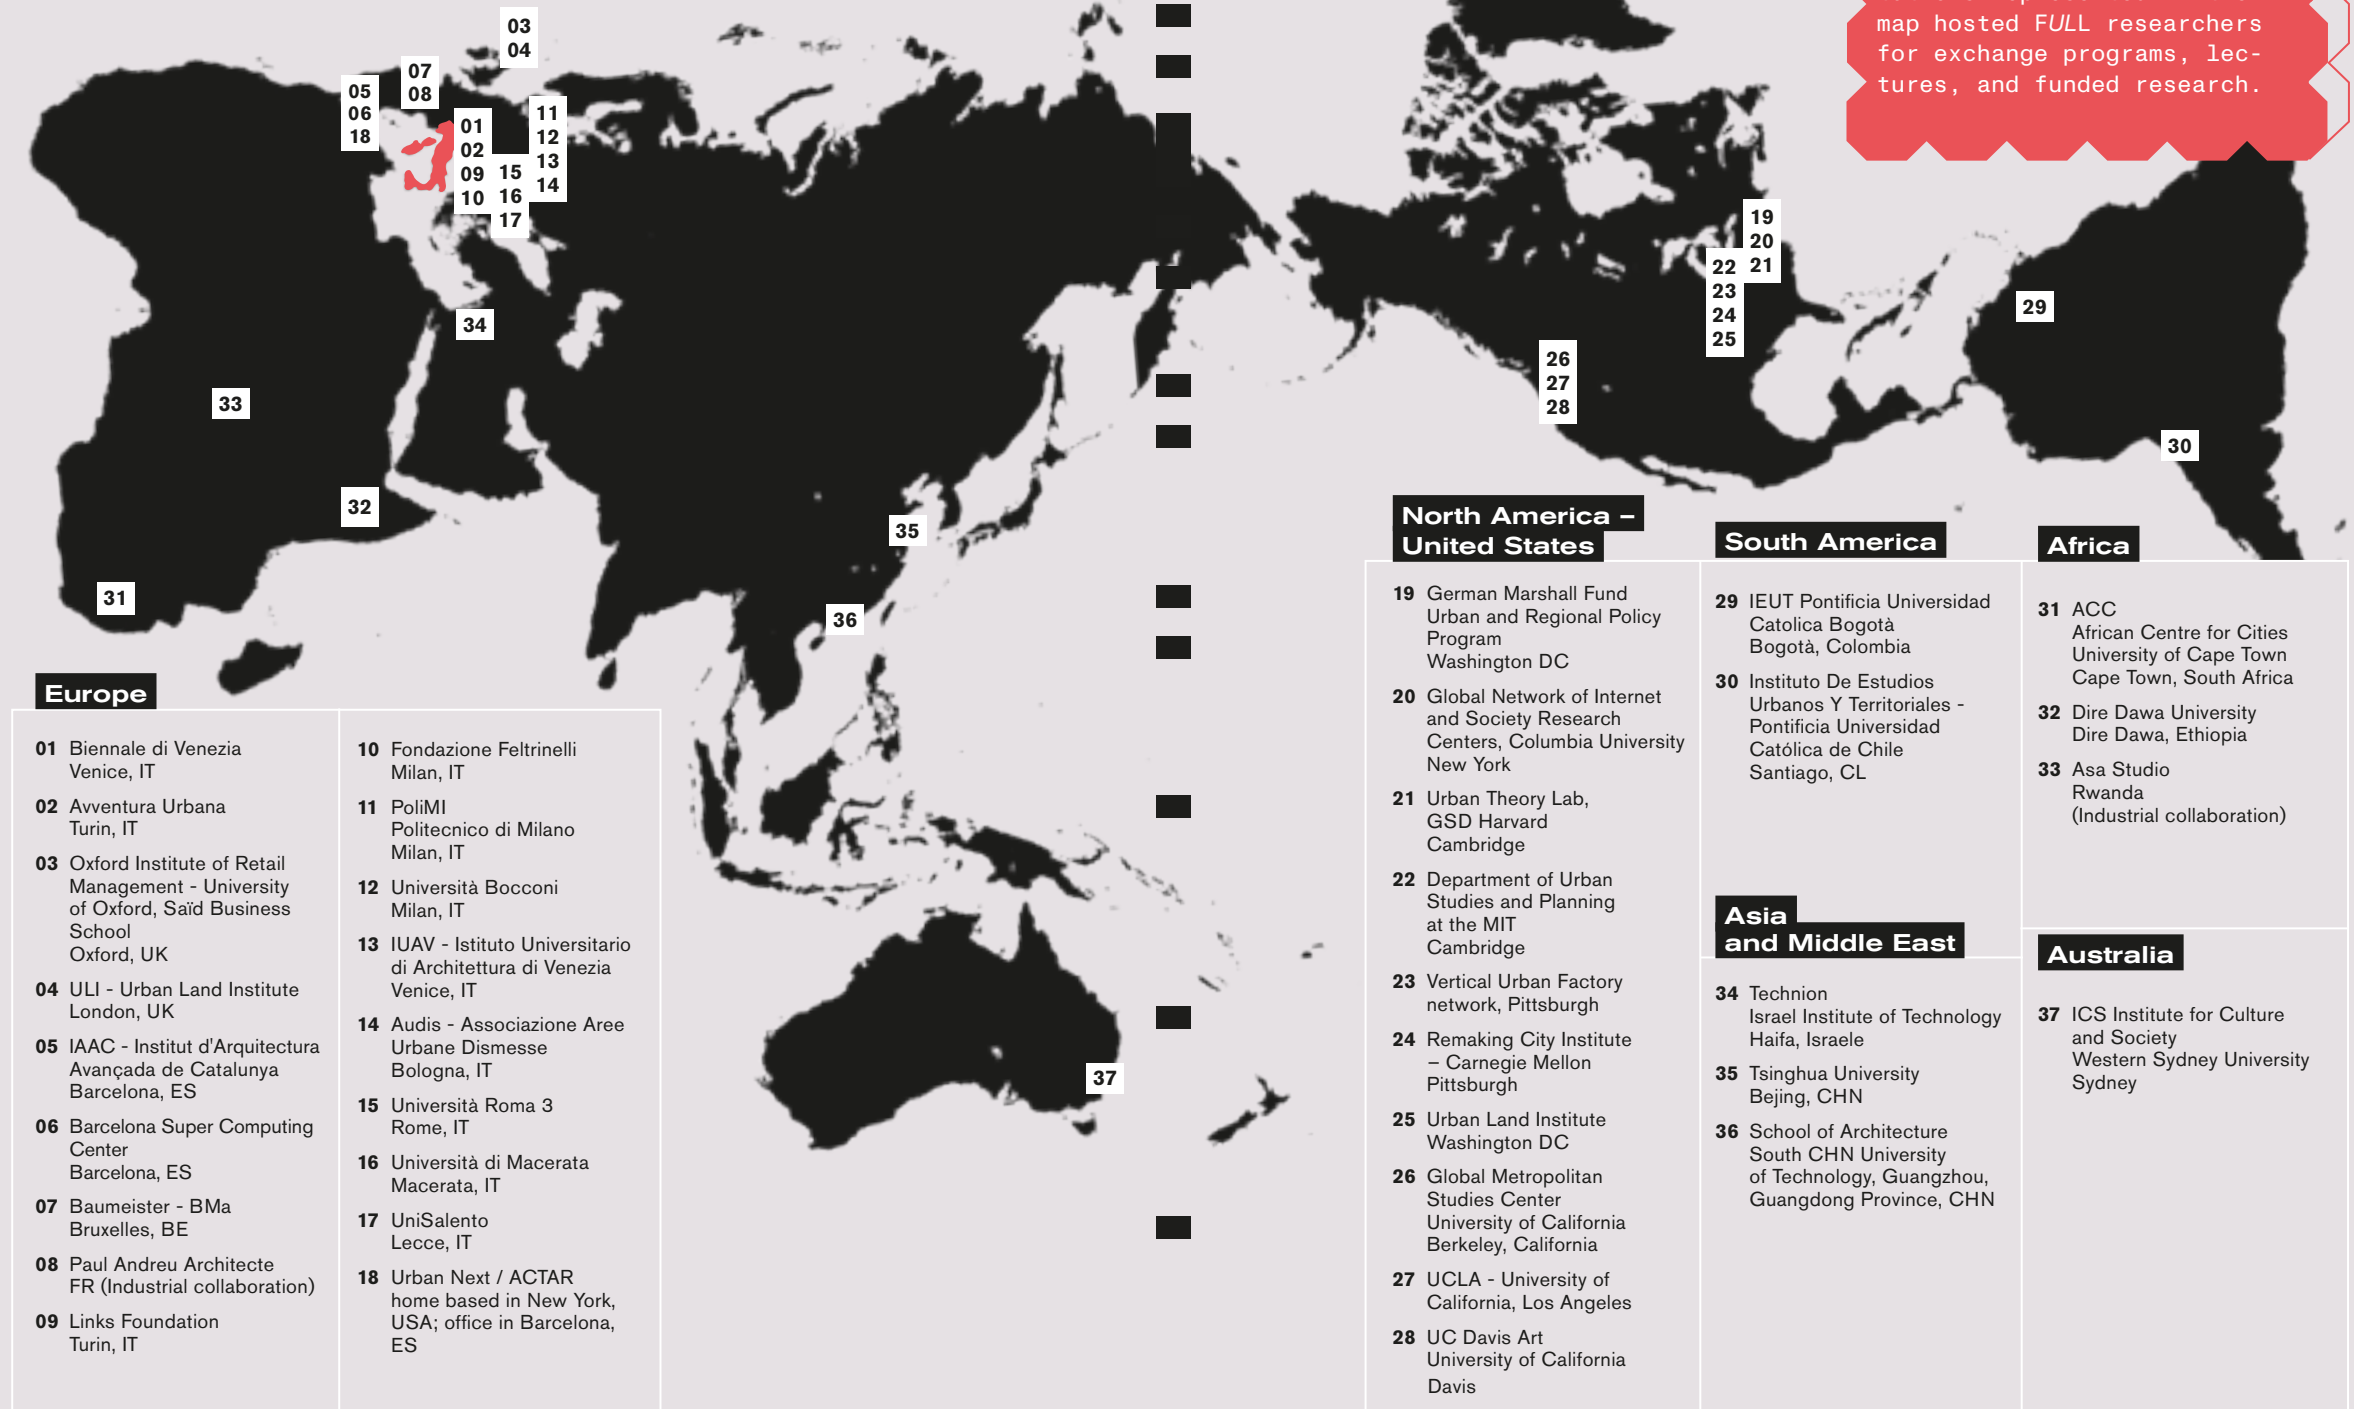 map hosted FULL researchers
for exchange programs, lec-
tures, and funded research.
03
04
07
08
05
06
18
01
02
09
10
11
12
13
14
15
16
17
19
20
21
22
23
24
25
26
27
28
29
30
31
32
33
34
35
36
37
Europe
01 Biennale di Venezia
Venice, IT
02 Avventura Urbana
Turin, IT
03 Oxford Institute of Retail
Management - University
of Oxford, Saïd Business
School
Oxford, UK
04 ULI - Urban Land Institute
London, UK
05 IAAC - Institut d'Arquitectura
Avançada de Catalunya
Barcelona, ES
06 Barcelona Super Computing
Center
Barcelona, ES
07 Baumeister - BMa
Bruxelles, BE
08 Paul Andreu Architecte
FR (Industrial collaboration)
09 Links Foundation
Turin, IT
10 Fondazione Feltrinelli
Milan, IT
11 PoliMI
Politecnico di Milano
Milan, IT
12 Università Bocconi
Milan, IT
13 IUAV - Istituto Universitario
di Architettura di Venezia
Venice, IT
14 Audis - Associazione Aree
Urbane Dismesse
Bologna, IT
15 Università Roma 3
Rome, IT
16 Università di Macerata
Macerata, IT
17 UniSalento
Lecce, IT
18 Urban Next / ACTAR
home based in New York,
USA; office in Barcelona,
ES
North America –
United States
19 German Marshall Fund
Urban and Regional Policy
Program
Washington DC
20 Global Network of Internet
and Society Research
Centers, Columbia University
New York
21 Urban Theory Lab,
GSD Harvard
Cambridge
22 Department of Urban
Studies and Planning
at the MIT
Cambridge
23 Vertical Urban Factory
network, Pittsburgh
24 Remaking City Institute
– Carnegie Mellon
Pittsburgh
25 Urban Land Institute
Washington DC
26 Global Metropolitan
Studies Center
University of California
Berkeley, California
27 UCLA - University of
California, Los Angeles
28 UC Davis Art
University of California
Davis
South America
29 IEUT Pontificia Universidad
Catolica Bogotà
Bogotà, Colombia
30 Instituto De Estudios
Urbanos Y Territoriales -
Pontificia Universidad
Católica de Chile
Santiago, CL
Asia
and Middle East
34 Technion
Israel Institute of Technology
Haifa, Israele
35 Tsinghua University
Bejing, CHN
36 School of Architecture
South CHN University
of Technology, Guangzhou,
Guangdong Province, CHN
Africa
31 ACC
African Centre for Cities
University of Cape Town
Cape Town, South Africa
32 Dire Dawa University
Dire Dawa, Ethiopia
33 Asa Studio
Rwanda
(Industrial collaboration)
Australia
37 ICS Institute for Culture
and Society
Western Sydney University
Sydney